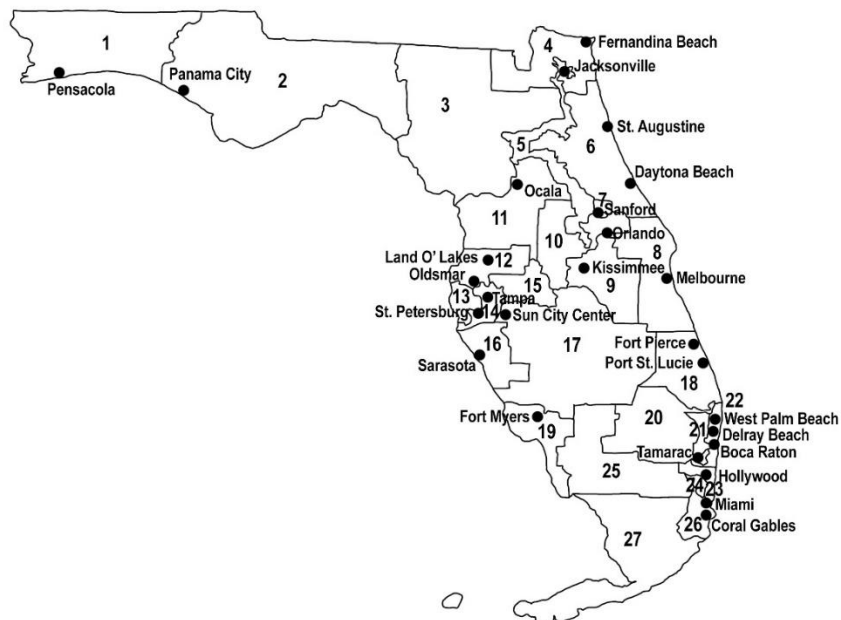 1
Pensacola
Panama City
2
3
4
Fernandina Beach
Jacksonville
5
6
St. Augustine
Daytona Beach
Ocala
7
Sanford
Orlando
11
10
8
Land O' Lakes
12
Oldsmar
Kissimmee
9
Melbourne
13
15
Tampa
St. Petersburg
14
Sun City Center
16
17
Sarasota
Fort Pierce
Port St. Lucie
18
22
Fort Myers
19
20
West Palm Beach
21
Delray Beach
Boca Raton
Tamarac
25
Hollywood
24
23
Miami
26
Coral Gables
27